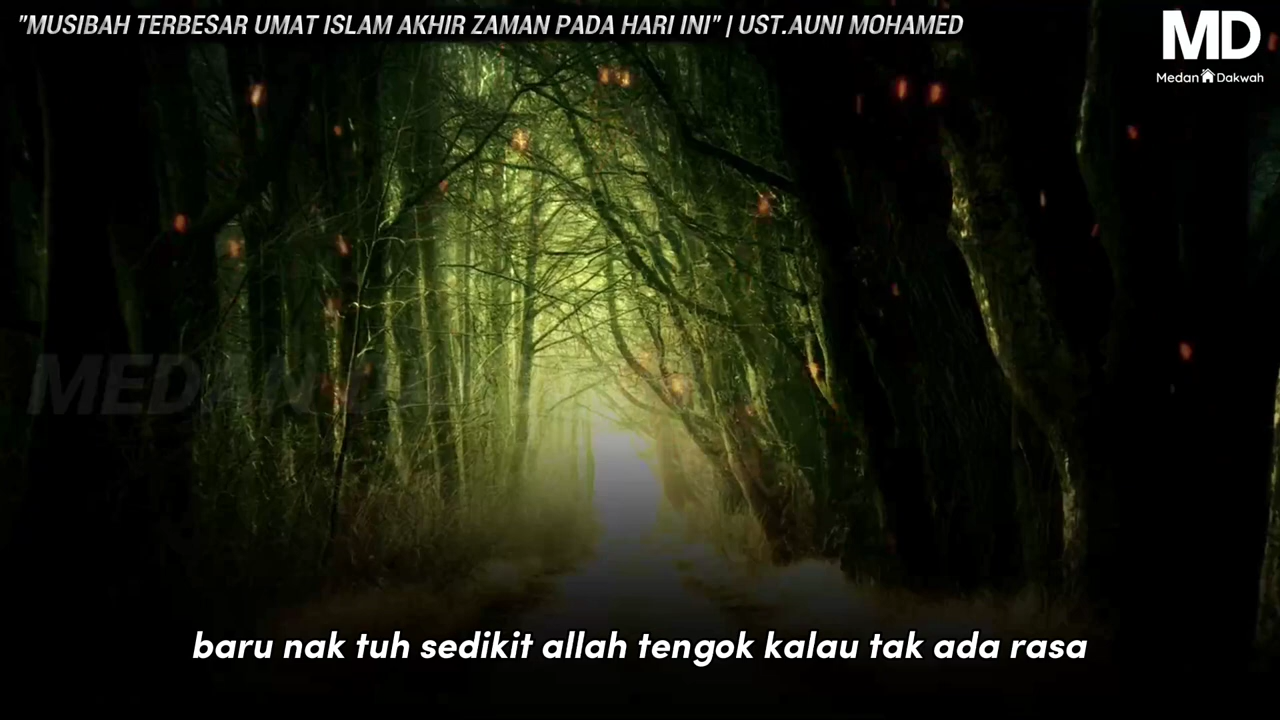 "MUSIBAH TERBESAR UMAT ISLAM AKHIR ZAMAN PADA HARI INI" | UST.AUNI MOHAMED
MD
Medan Dakwah
MEDAN
baru nak tuh sedikit allah tengok kalau tak ada rasa